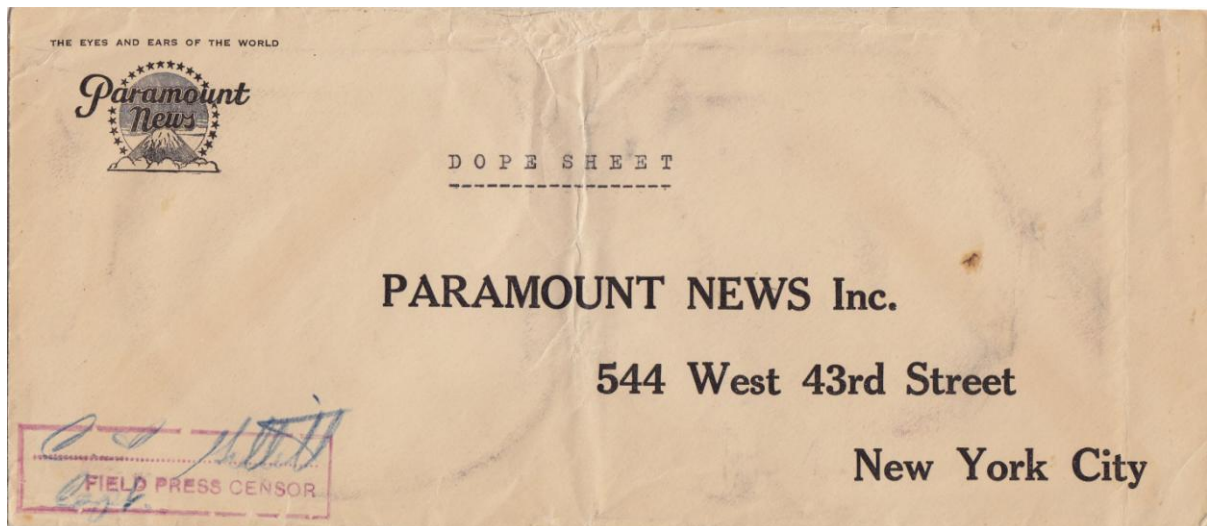 THE EYES AND EARS OF THE WORLD
Paramount
News
DOPE SHEET
PARAMOUNT NEWS Inc.
544 West 43rd Street
New York City
FIELD PRESS CENSOR
Capt.